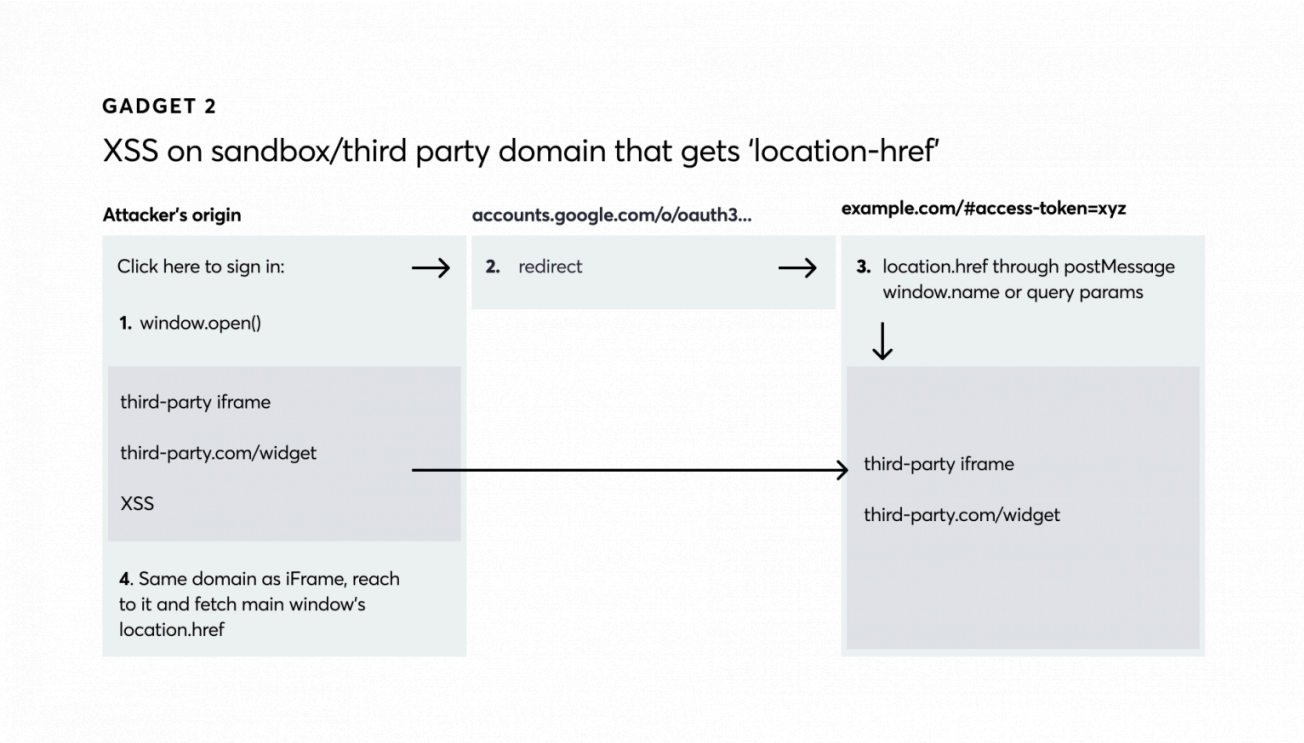 GADGET 2
XSS on sandbox/third party domain that gets ‘location-href’
Attacker’s origin
Click here to sign in:
1. window.open()
third-party iframe
third-party.com/widget
XSS
4. Same domain as iFrame, reach
to it and fetch main window’s
location.href
accounts.google.com/o/oauth3...
2. redirect
example.com/#access-token=xyz
3. location.href through postMessage
window.name or query params
third-party iframe
third-party.com/widget